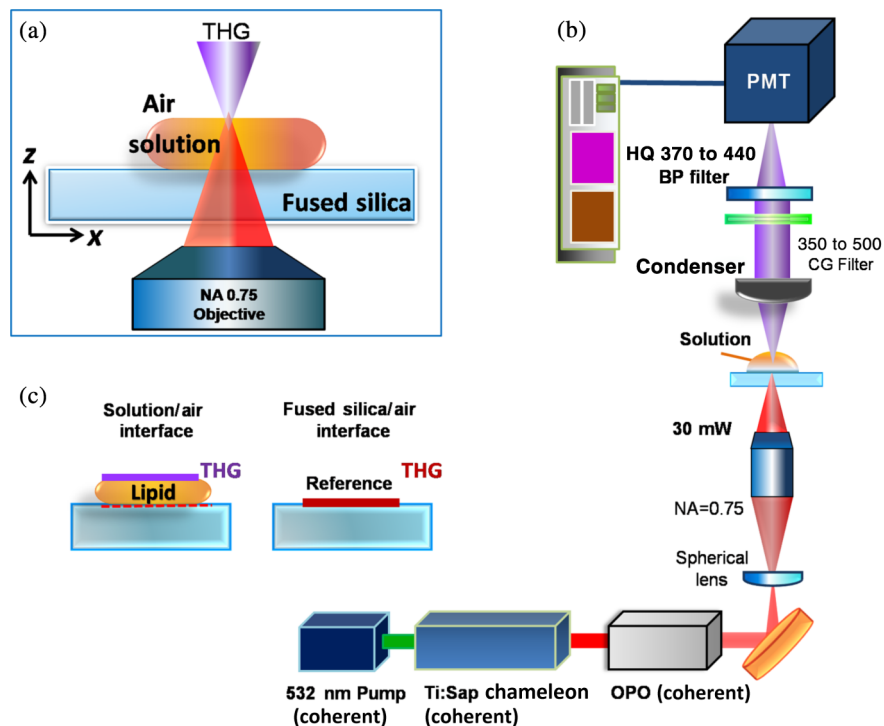 (a)
THG
Air
solution
Fused silica
z
x
NA 0.75
Objective
(b)
PMT
HQ 370 to 440
BP filter
350 to 500
CG Filter
Condenser
Solution
30 mW
NA=0.75
Spherical
lens
532 nm Pump
(coherent)
Ti:Sap chameleon
(coherent)
OPO (coherent)
(c)
Solution/air
interface
THG
Lipid
Fused silica/air
interface
THG
Reference